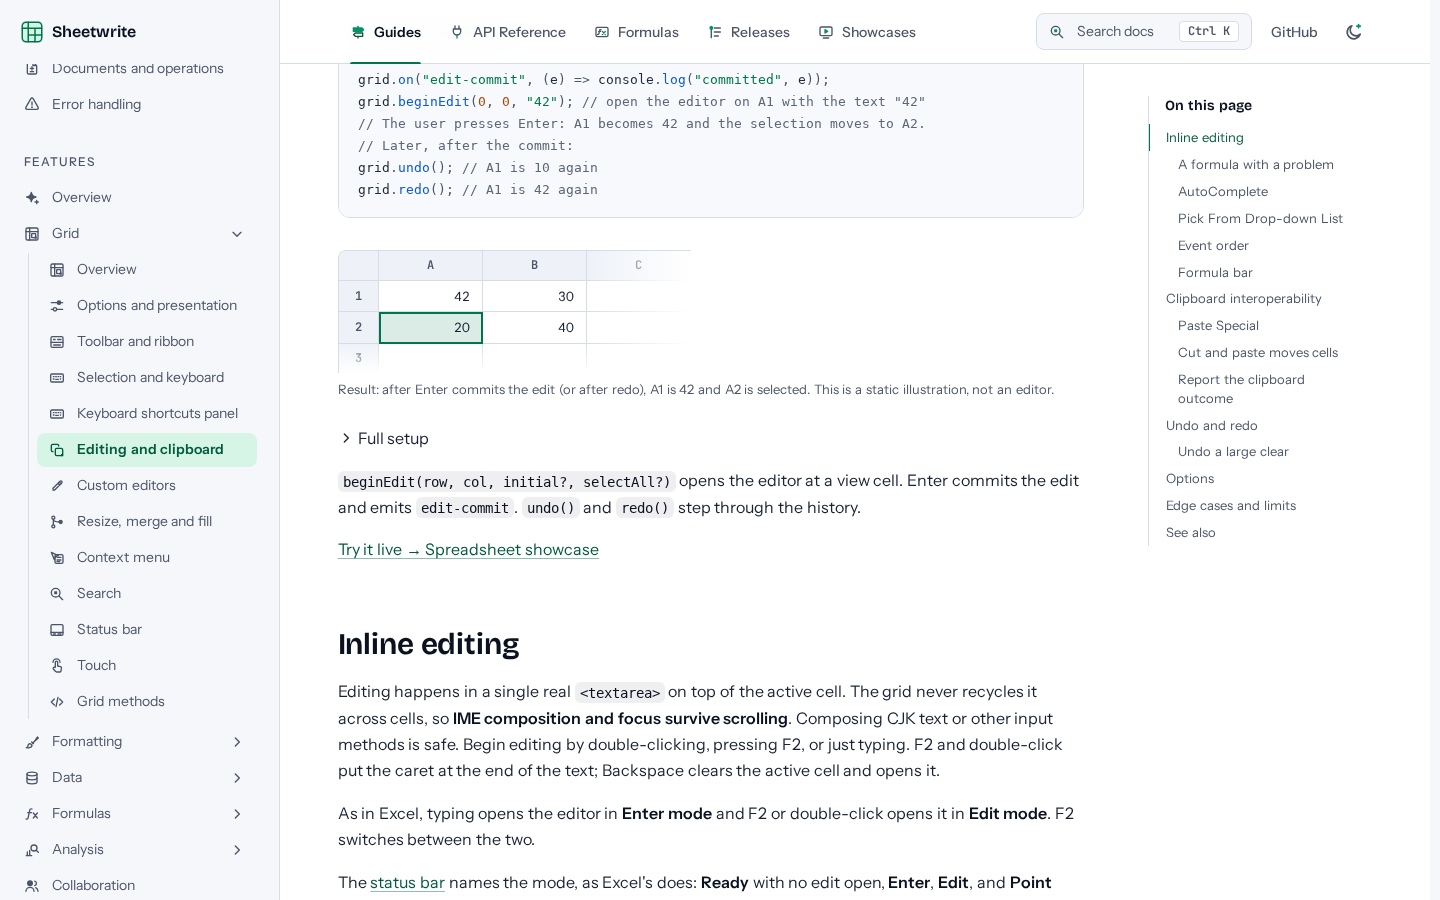 Sheetwrite
Guides
API Reference
Formulas
Releases
Showcases
Search docs
Ctrl K
GitHub
Documents and operations
Error handling
FEATURES
Overview
Grid
Overview
Options and presentation
Toolbar and ribbon
Selection and keyboard
Keyboard shortcuts panel
Editing and clipboard
Custom editors
Resize, merge and fill
Context menu
Search
Status bar
Touch
Grid methods
Formatting
Data
Formulas
Analysis
Collaboration
grid.on("edit-commit", (e) => console.log("committed", e));
grid.beginEdit(0, 0, "42"); // open the editor on A1 with the text "42"
// The user presses Enter: A1 becomes 42 and the selection moves to A2.
// Later, after the commit:
grid.undo(); // A1 is 10 again
grid.redo(); // A1 is 42 again
A B C
1 42 30
2 20 40
3
Result: after Enter commits the edit (or after redo), A1 is 42 and A2 is selected. This is a static illustration, not an editor.
Full setup
beginEdit(row, col, initial?, selectAll?) opens the editor at a view cell. Enter commits the edit
and emits edit-commit. undo() and redo() step through the history.
Try it live → Spreadsheet showcase
Inline editing
Editing happens in a single real <textarea> on top of the active cell. The grid never recycles it
across cells, so IME composition and focus survive scrolling. Composing CJK text or other input
methods is safe. Begin editing by double-clicking, pressing F2, or just typing. F2 and double-click
put the caret at the end of the text; Backspace clears the active cell and opens it.
As in Excel, typing opens the editor in Enter mode and F2 or double-click opens it in Edit mode. F2
switches between the two.
The status bar names the mode, as Excel's does: Ready with no edit open, Enter, Edit, and Point
On this page
Inline editing
A formula with a problem
AutoComplete
Pick From Drop-down List
Event order
Formula bar
Clipboard interoperability
Paste Special
Cut and paste moves cells
Report the clipboard
outcome
Undo and redo
Undo a large clear
Options
Edge cases and limits
See also